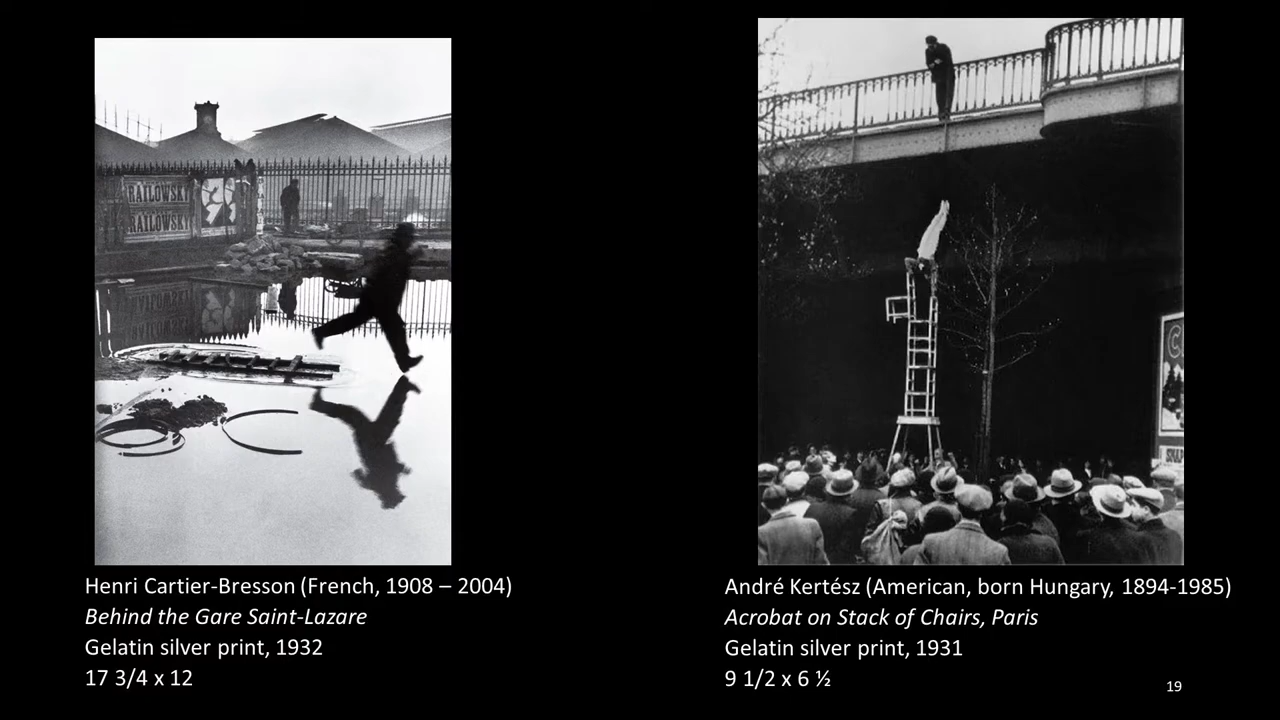 RAILOWSKY
RAILOWSKY
Henri Cartier-Bresson (French, 1908 – 2004)
Behind the Gare Saint-Lazare
Gelatin silver print, 1932
17 3/4 x 12
André Kertész (American, born Hungary, 1894-1985)
Acrobat on Stack of Chairs, Paris
Gelatin silver print, 1931
9 1/2 x 6 ½
19